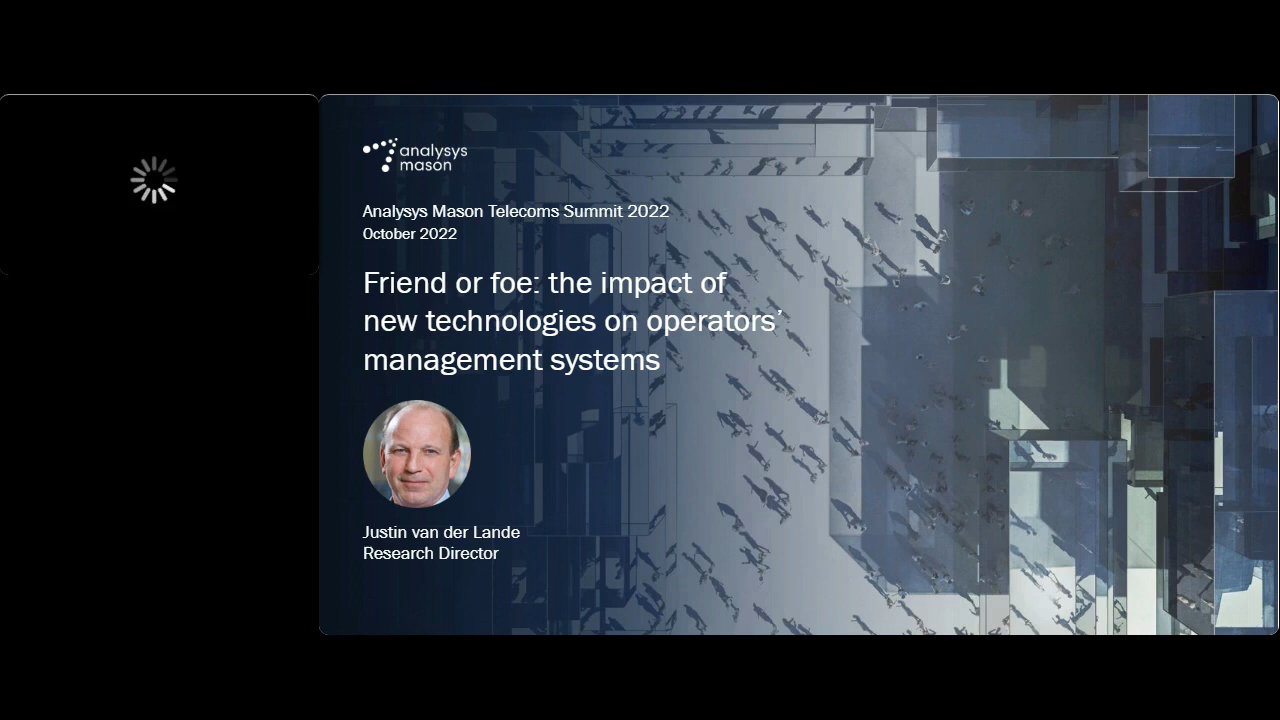 analysys
mason
Analysys Mason Telecoms Summit 2022
October 2022
Friend or foe: the impact of
new technologies on operators’
management systems
Justin van der Lande
Research Director